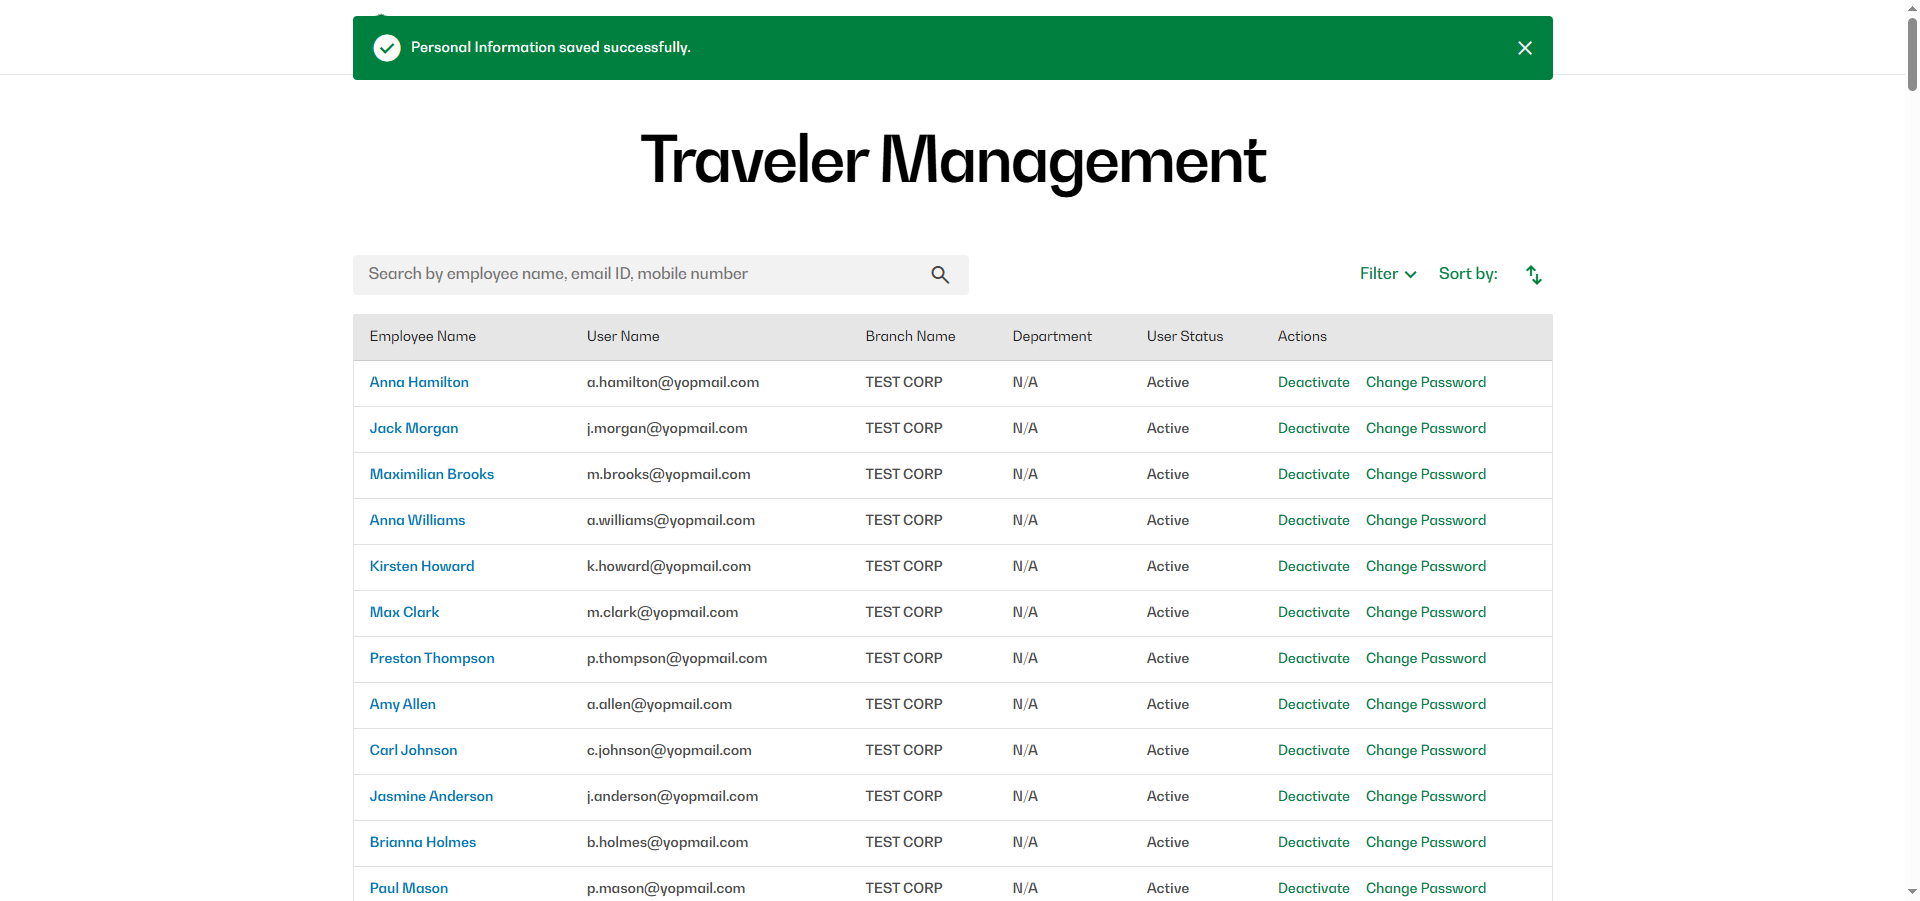 Personal Information saved successfully.
Traveler Management
Search by employee name, email ID, mobile number
Filter Sort by:
Employee Name User Name Branch Name Department User Status Actions
Anna Hamilton a.hamilton@yopmail.com TEST CORP N/A Active Deactivate Change Password
Jack Morgan j.morgan@yopmail.com TEST CORP N/A Active Deactivate Change Password
Maximilian Brooks m.brooks@yopmail.com TEST CORP N/A Active Deactivate Change Password
Anna Williams a.williams@yopmail.com TEST CORP N/A Active Deactivate Change Password
Kirsten Howard k.howard@yopmail.com TEST CORP N/A Active Deactivate Change Password
Max Clark m.clark@yopmail.com TEST CORP N/A Active Deactivate Change Password
Preston Thompson p.thompson@yopmail.com TEST CORP N/A Active Deactivate Change Password
Amy Allen a.allen@yopmail.com TEST CORP N/A Active Deactivate Change Password
Carl Johnson c.johnson@yopmail.com TEST CORP N/A Active Deactivate Change Password
Jasmine Anderson j.anderson@yopmail.com TEST CORP N/A Active Deactivate Change Password
Brianna Holmes b.holmes@yopmail.com TEST CORP N/A Active Deactivate Change Password
Paul Mason p.mason@yopmail.com TEST CORP N/A Active Deactivate Change Password